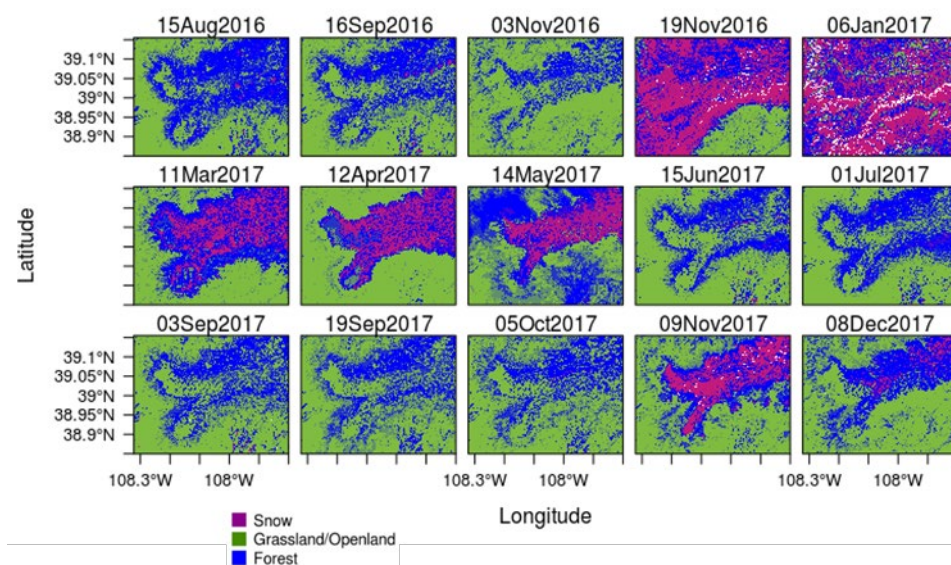 15Aug2016 16Sep2016 03Nov2016 19Nov2016 06Jan2017
39.1°N
39.05°N
39°N
38.95°N
38.9°N
11Mar2017 12Apr2017 14May2017 15Jun2017 01Jul2017
Latitude
03Sep2017 19Sep2017 05Oct2017 09Nov2017 08Dec2017
39.1°N
39.05°N
39°N
38.95°N
38.9°N
108.3°W 108°W 108.3°W 108°W 108.3°W 108°W
Longitude
Snow
Grassland/Openland
Forest